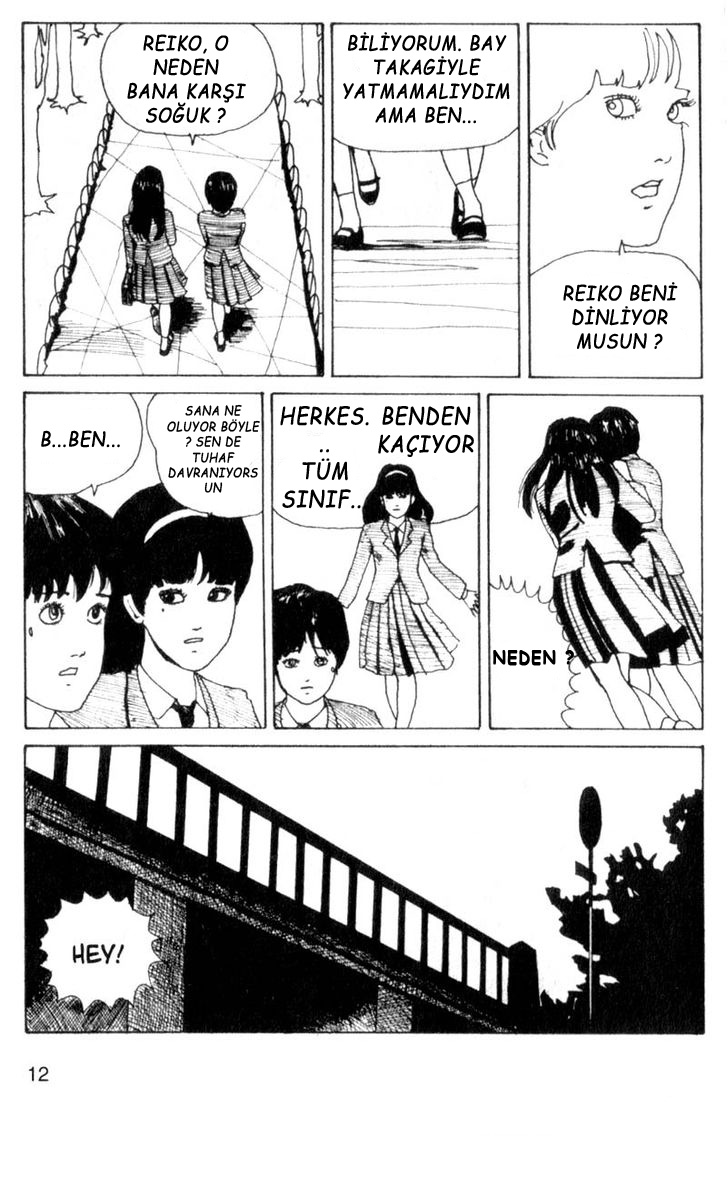 REIKO, O
NEDEN
BANA KARŞI
SOĞUK ?
BİLİYORUM. BAY
TAKAGİYLE
YATMAMALIYDIM
AMA BEN...
REIKO BENİ
DİNLİYOR
MUSUN ?
B...BEN...
SANA NE
OLUYOR BÖYLE
? SEN DE
TUHAF
DAVRANIYORS
UN
HERKES.
..
TÜM
SINIF..
BENDEN
KAÇIYOR
NEDEN ?
HEY!
12